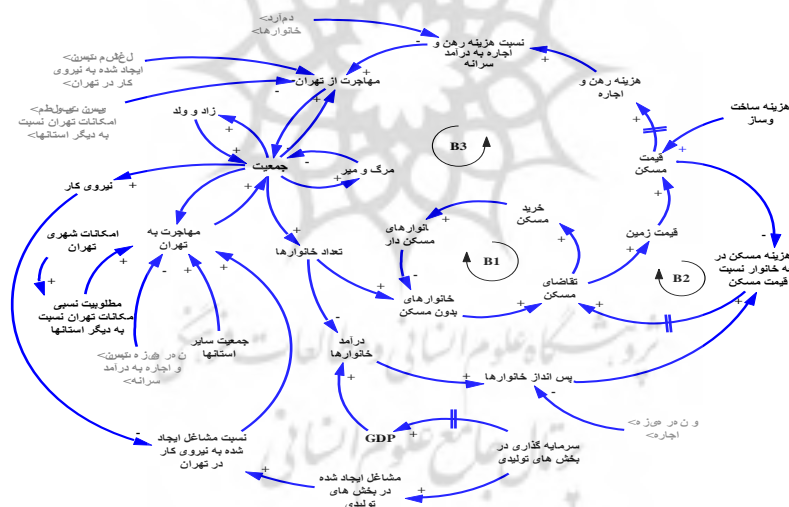 خانوارها>
نسبت هزینه رهن و
اجاره به درآمد
سرانه
ایجاد شده به نیروی
کار در تهران>
مهاجرت از تهران
هزینه رهن و
اجاره
امکانات تهران نسبت
به دیگر استانها>
زاد و ولد
هزینه ساخت
وساز
B3
قیمت
مسکن
جمعیت
مرگ و میر
نیروی کار
خرید
مسکن
مهاجرت به
تهران
امکانات شهری
تهران
تعداد خانوارها
انوارهای
مسکن دار
قیمت زمین
B1
B2
هزینه مسکن در
به خانوار نسبت
قیمت مسکن
تقاضای
مسکن
خانوارهای
بدون مسکن
مطلوبیت نسبی
مکانات تهران نسبت
به دیگر استانها
جمعیت سایر
استانها
درآمد
خانوارها
و اجاره به درآمد
سرانه>
پس انداز خانوارها
اجاره>
نسبت مشاغل ایجاد
شده به نیروی کار
در تهران
GDP
سرمایه گذاری در
بخش های تولیدی
مشاغل ایجاد شده
در بخش های
تولیدی